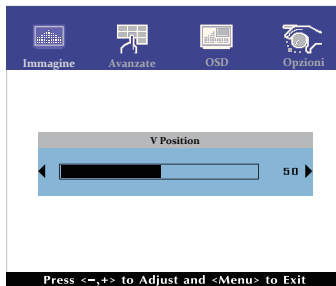 Immagine Avanzate OSD Opzioni
V Position
50
Press <-,+> to Adjust and <Menu> to Exit